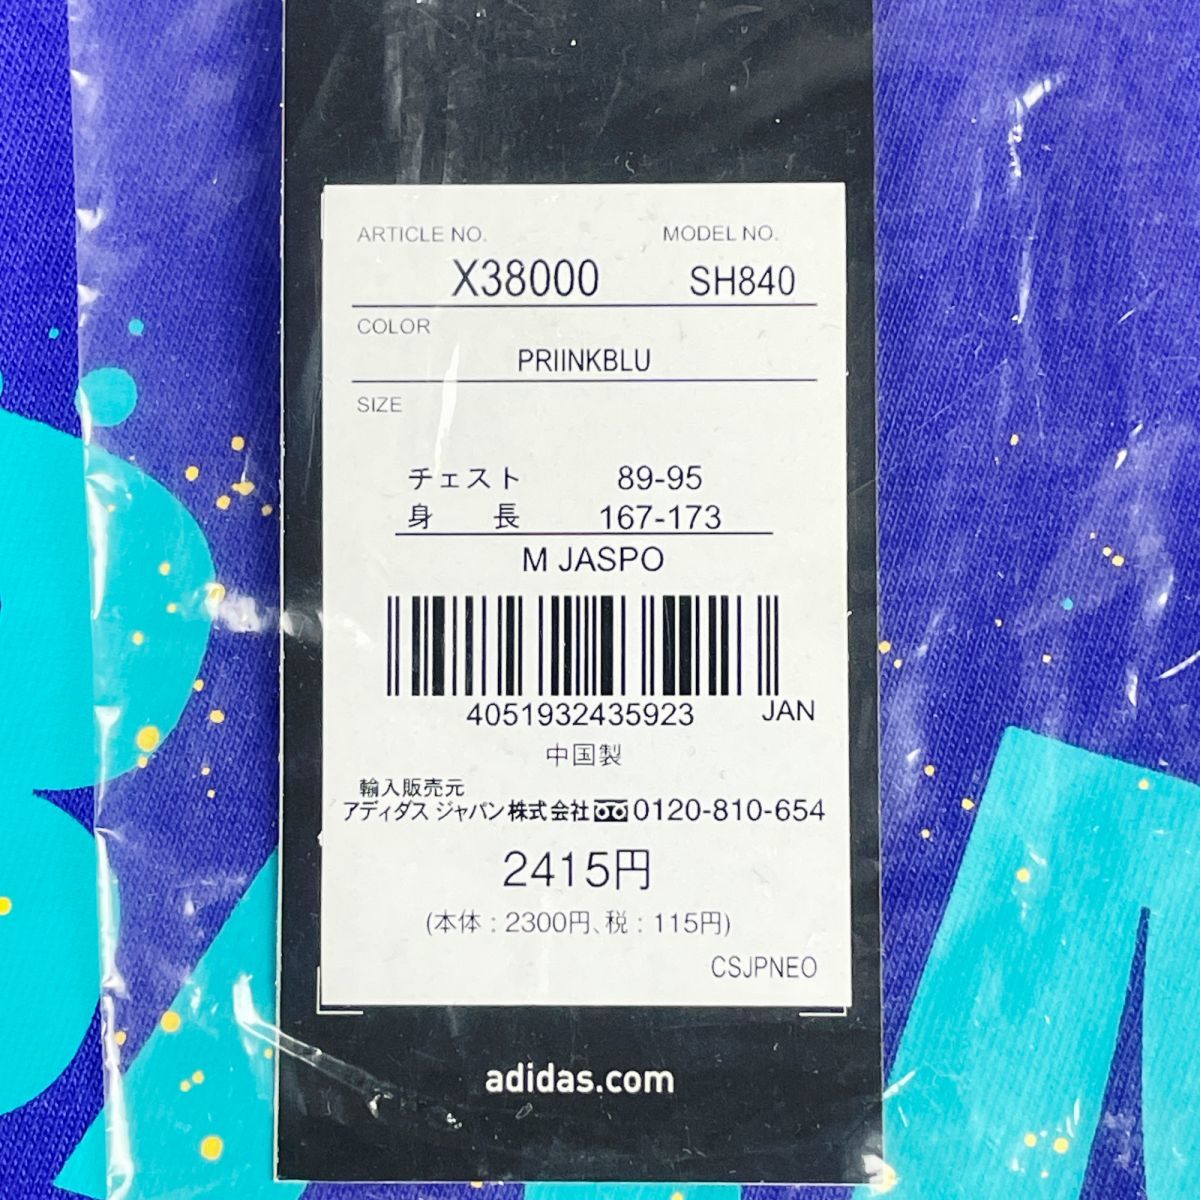 ARTICLE NO. MODEL NO.
X38000 SH840
COLOR
PRIINKBLU
SIZE
チェスト 89-95
身 長 167-173
M JASPO
4051932435923 JAN
中国製
輸入販売元
アディダス ジャパン株式会社 0120-810-654
2415円
(本体:2300円、税:115円)
CSJPNEO
adidas.com